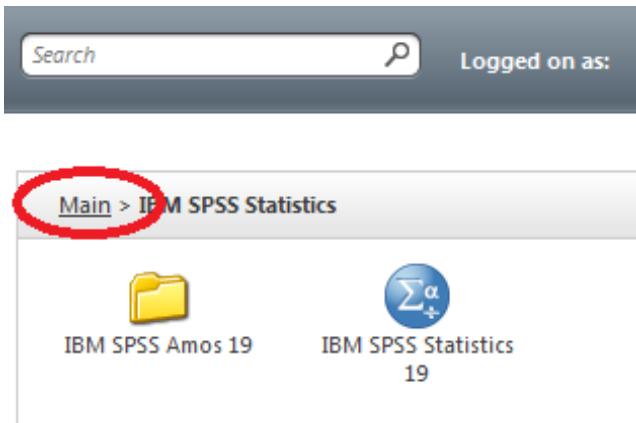 Search
Logged on as:
Main > IBM SPSS Statistics
IBM SPSS Amos 19
IBM SPSS Statistics
19